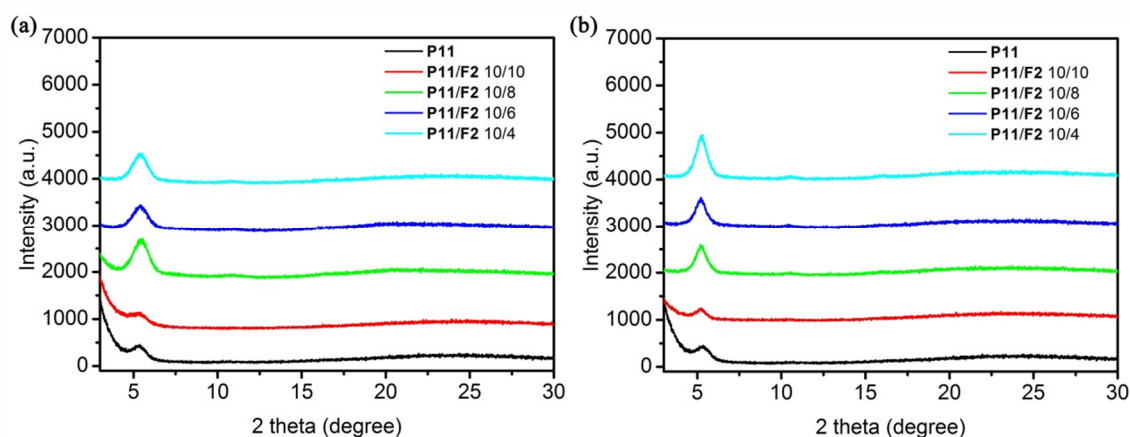 (a)
7000
6000
5000
4000
3000
2000
1000
0
Intensity (a.u.)
P11
P11/F2 10/10
P11/F2 10/8
P11/F2 10/6
P11/F2 10/4
5 10 15 20 25 30
2 theta (degree)
(b)
7000
6000
5000
4000
3000
2000
1000
0
Intensity (a.u.)
P11
P11/F2 10/10
P11/F2 10/8
P11/F2 10/6
P11/F2 10/4
5 10 15 20 25 30
2 theta (degree)